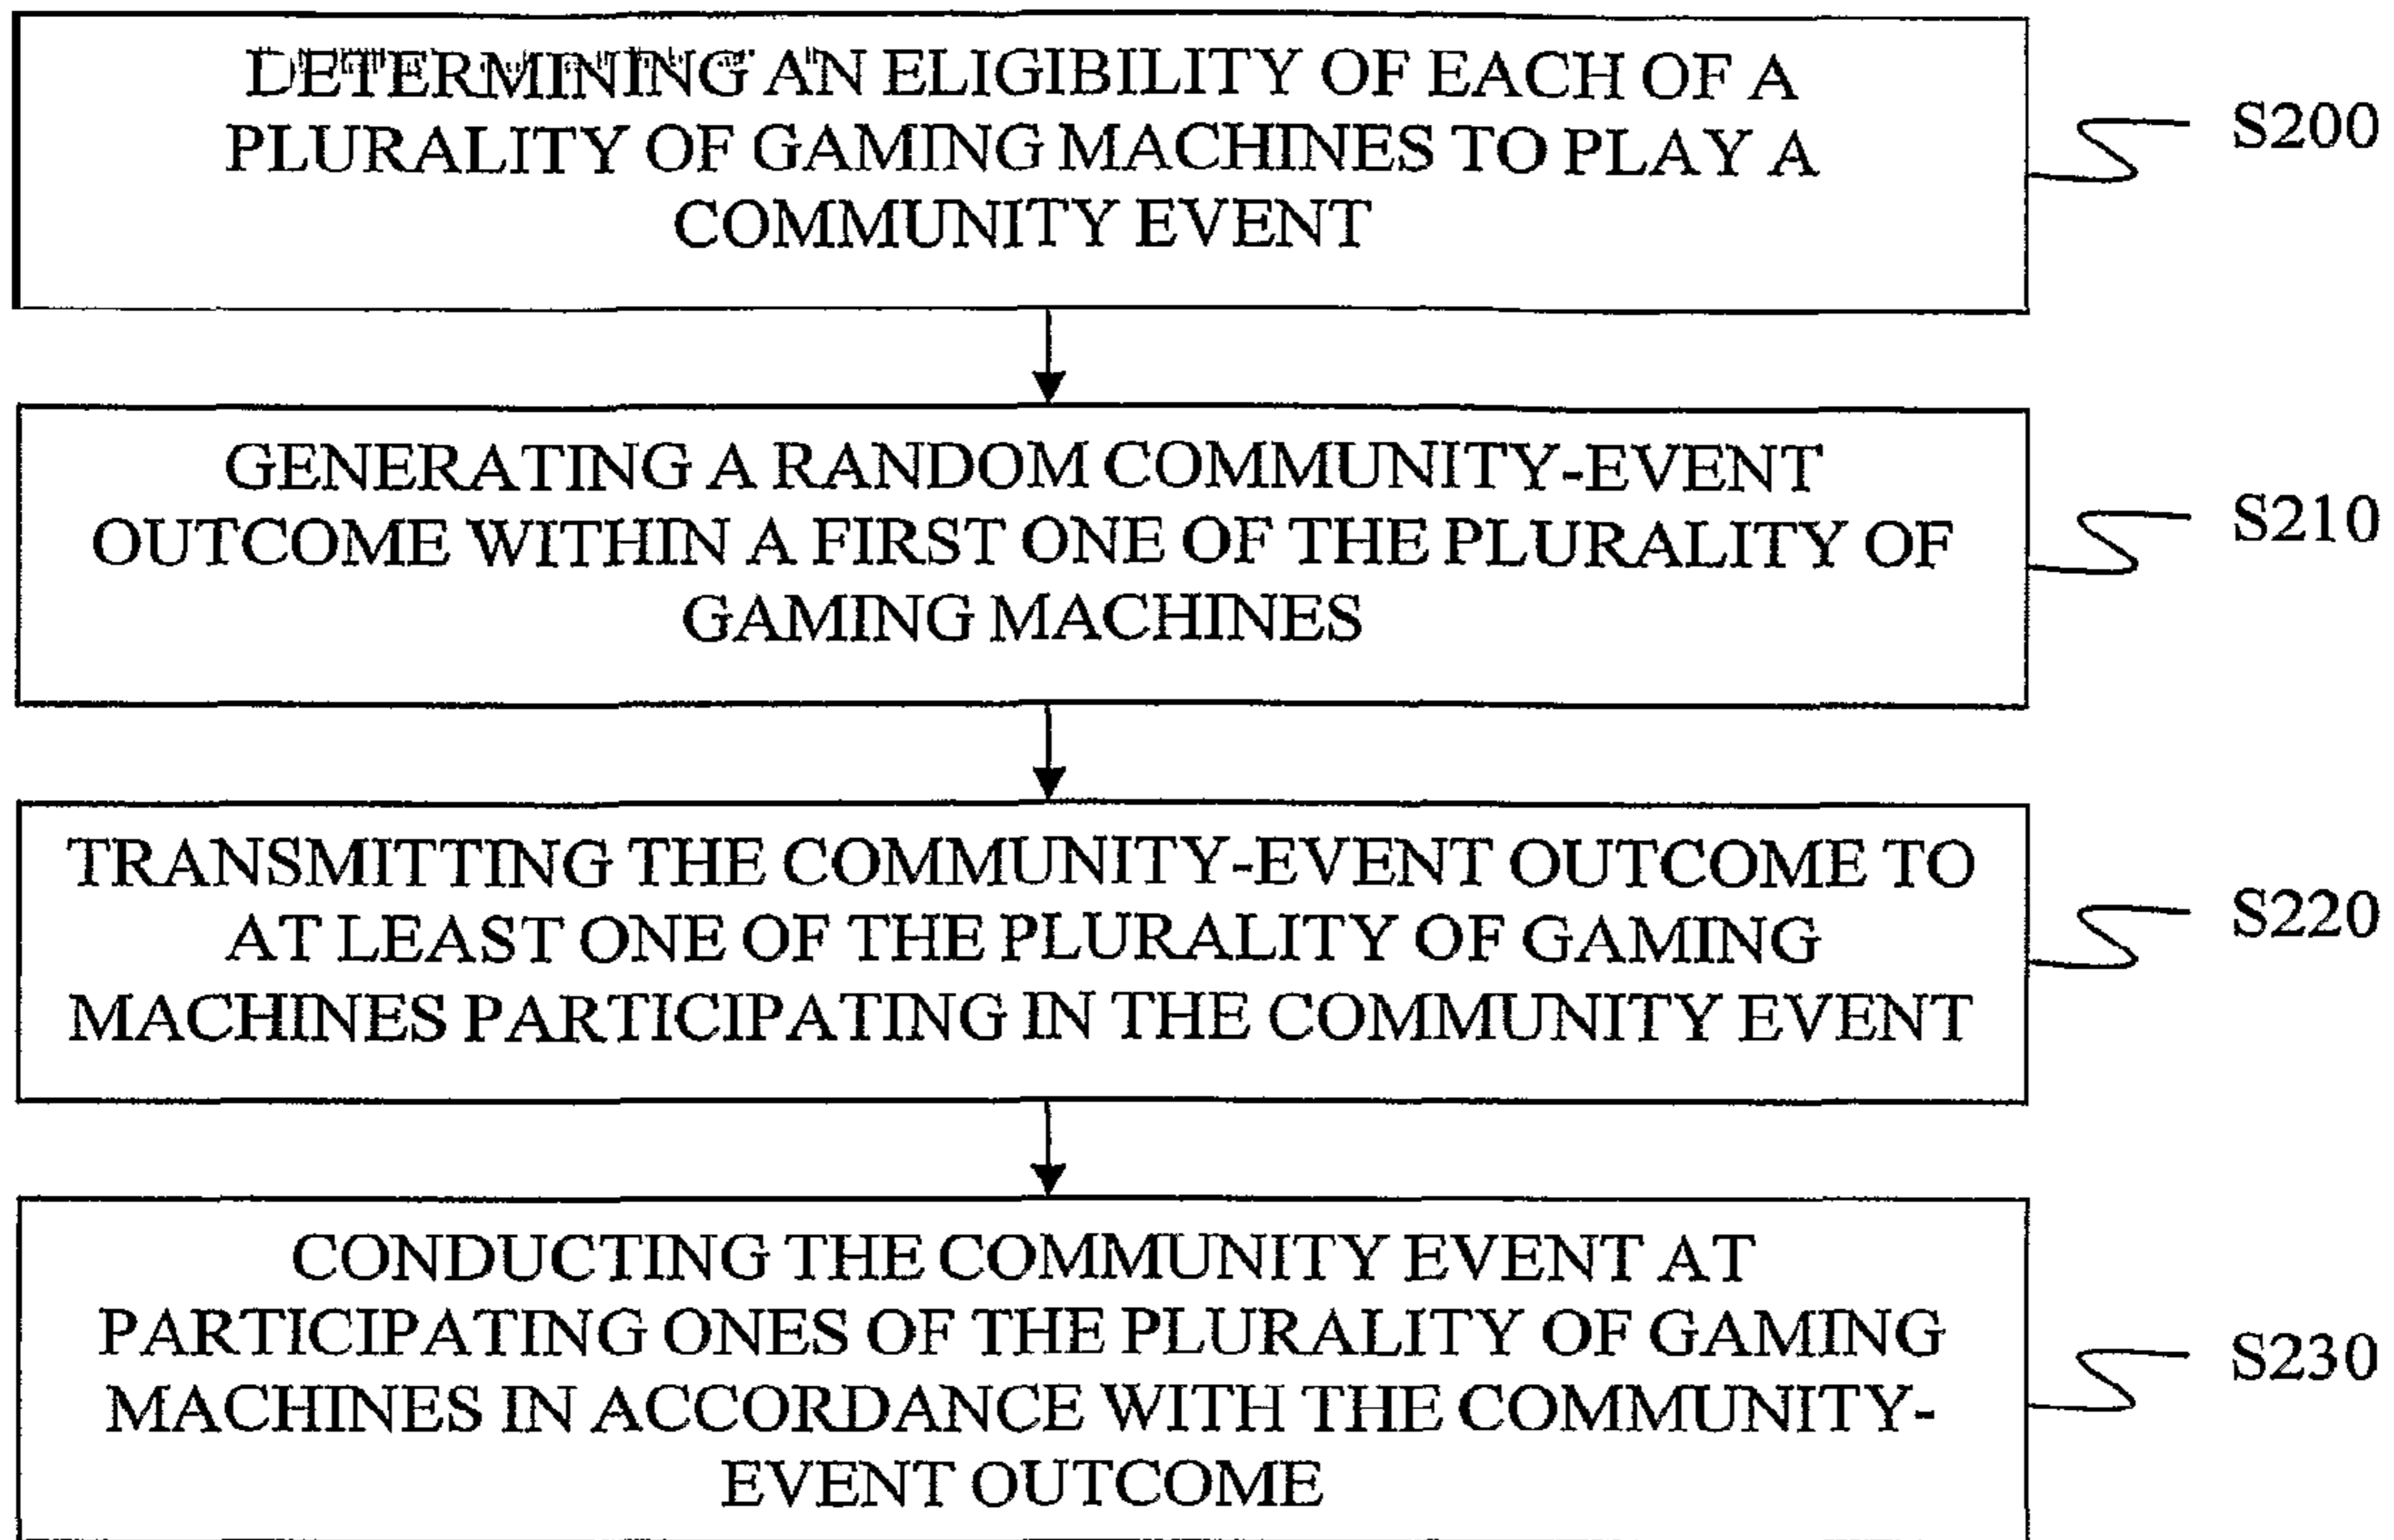 DETERMINING AN ELIGIBILITY OF EACH OF A
PLURALITY OF GAMING MACHINES TO PLAY A
COMMUNITY EVENT
S200
GENERATING A RANDOM COMMUNITY-EVENT
OUTCOME WITHIN A FIRST ONE OF THE PLURALITY OF
GAMING MACHINES
S210
TRANSMITTING THE COMMUNITY-EVENT OUTCOME TO
AT LEAST ONE OF THE PLURALITY OF GAMING
MACHINES PARTICIPATING IN THE COMMUNITY EVENT
S220
CONDUCTING THE COMMUNITY EVENT AT
PARTICIPATING ONES OF THE PLURALITY OF GAMING
MACHINES IN ACCORDANCE WITH THE COMMUNITY-
EVENT OUTCOME
S230